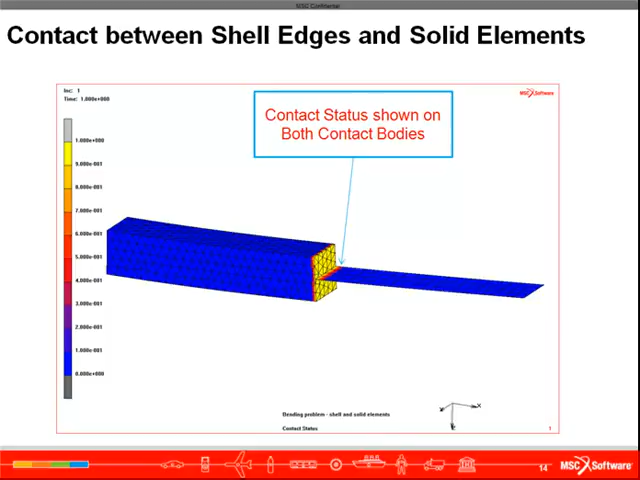 MSC Confidential
Contact between Shell Edges and Solid Elements
Inc: 1
Time: 1.000e+000
MSC Software
Contact Status shown on
Both Contact Bodies
1.000e+000
9.000e-001
8.000e-001
7.000e-001
6.000e-001
5.000e-001
4.000e-001
3.000e-001
2.000e-001
1.000e-001
0.000e+000
Bending problem - shell and solid elements
Contact Status
X
Y
Z
1
14
MSC Software